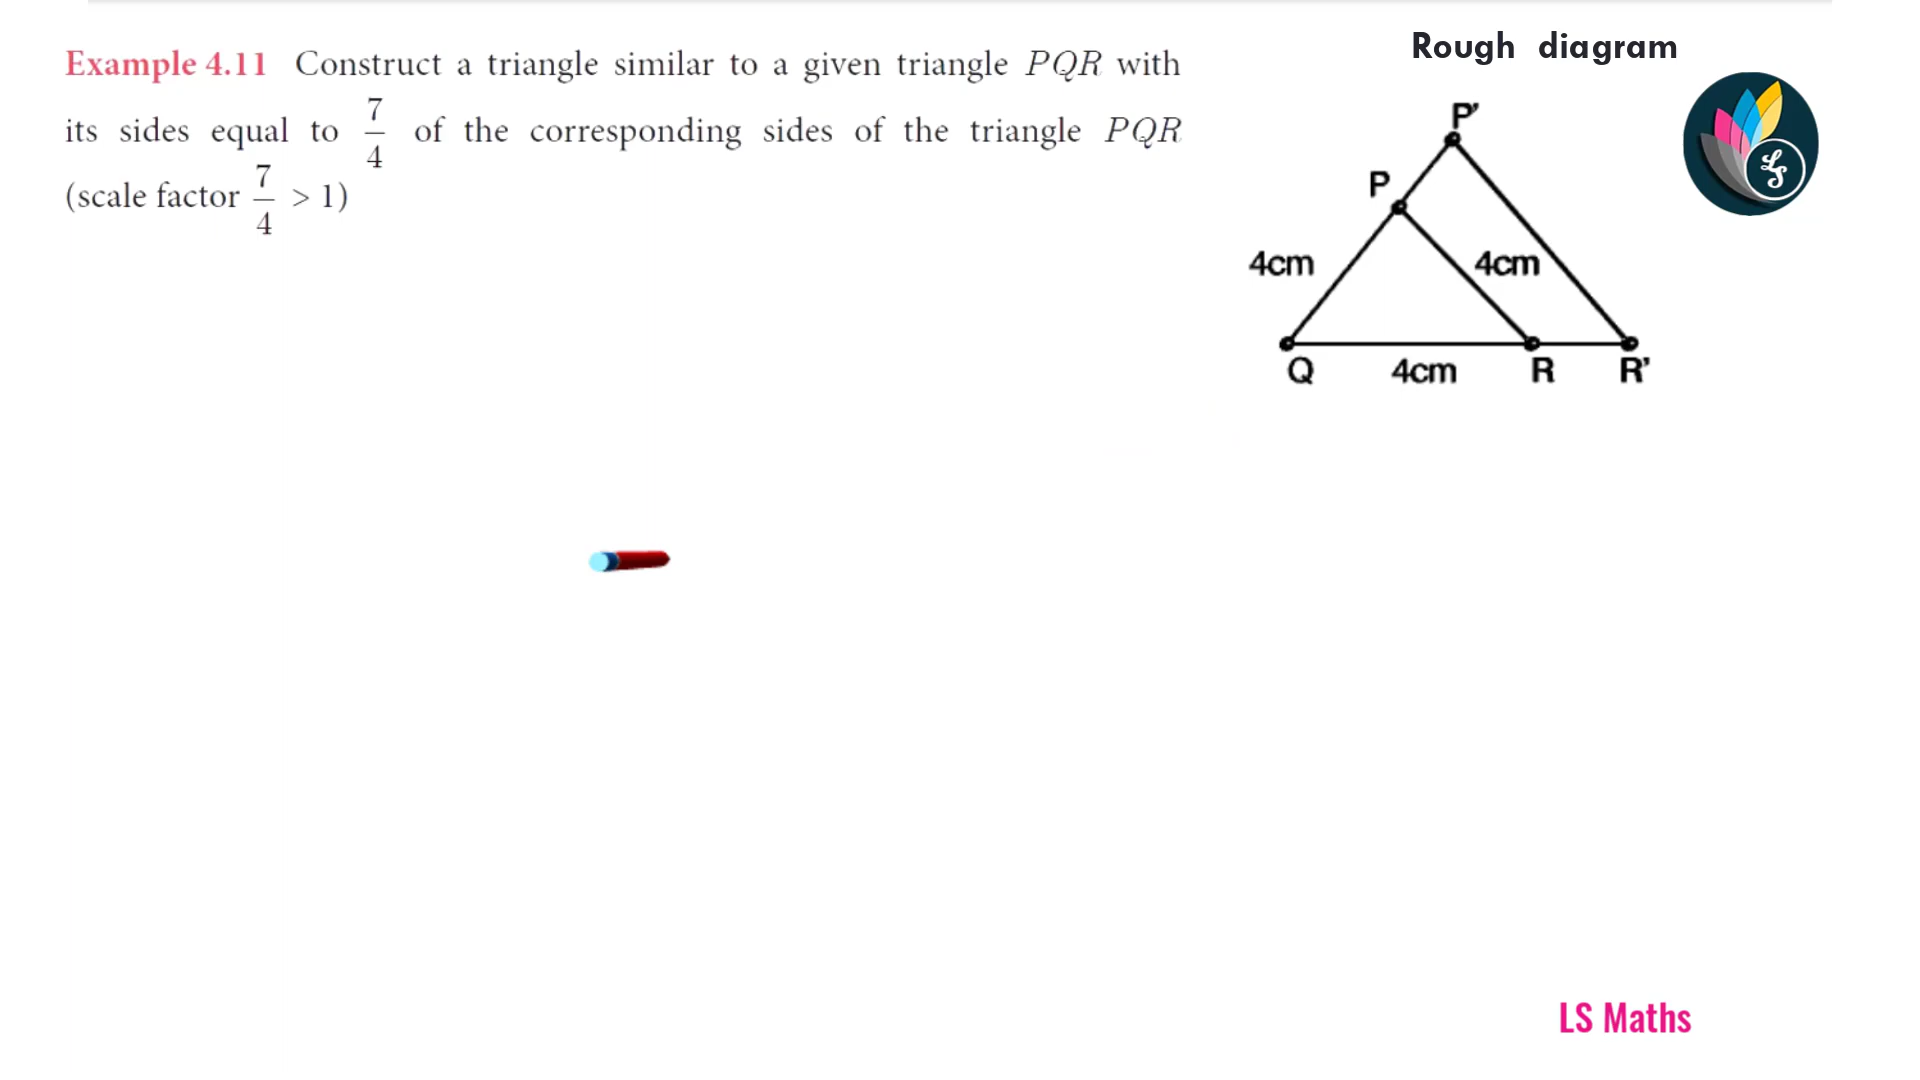 Rough diagram
Example 4.11 Construct a triangle similar to a given triangle PQR with
its sides equal to 7/4 of the corresponding sides of the triangle PQR
(scale factor 7/4 > 1)
P'
P
4cm
4cm
Q
4cm
R
R'
LS
LS Maths